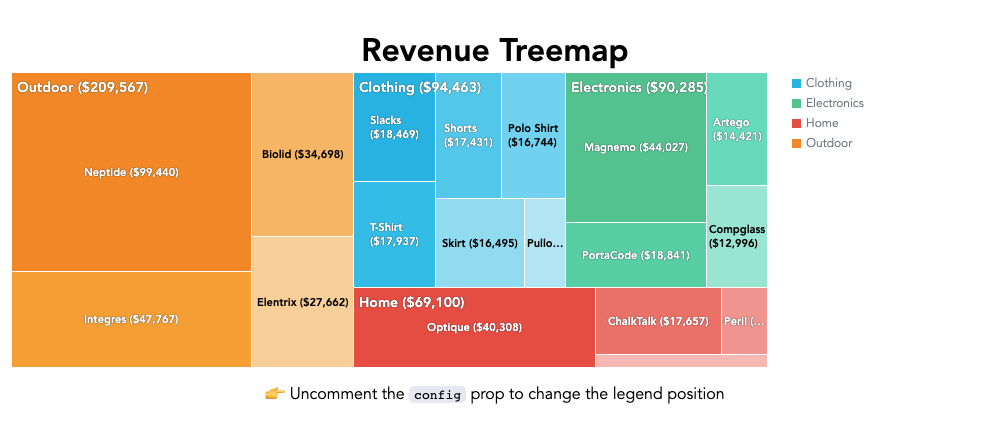 Revenue Treemap
Outdoor ($209,567)
Neptide ($99,440)
Integres ($47,767)
Biolid ($34,698)
Elentrix ($27,662)
Clothing ($94,463)
Slacks
($18,469)
Shorts
($17,431)
Polo Shirt
($16,744)
T-Shirt
($17,937)
Skirt ($16,495)
Pullo...
Electronics ($90,285)
Magnemo ($44,027)
Artego
($14,421)
PortaCode ($18,841)
Compglass
($12,996)
Home ($69,100)
Optique ($40,308)
ChalkTalk ($17,657)
Peril (...
Clothing
Electronics
Home
Outdoor
👉 Uncomment the config prop to change the legend position